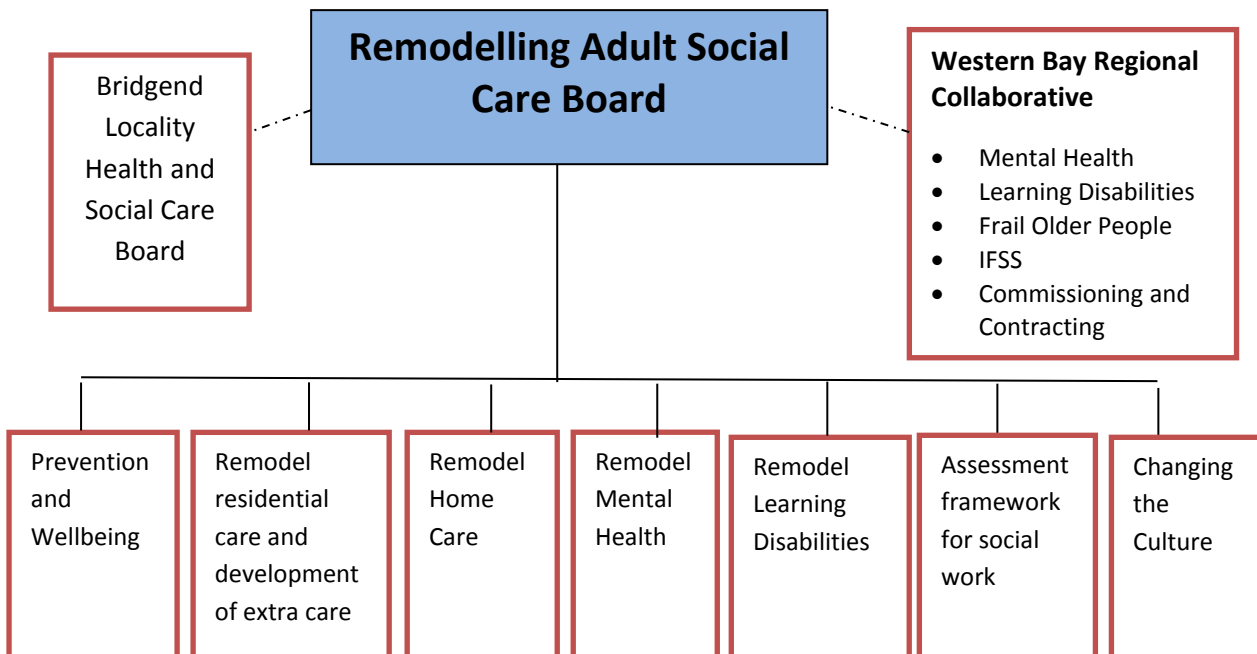 Remodelling Adult Social
Care Board
Bridgend
Locality
Health and
Social Care
Board
Western Bay Regional
Collaborative
• Mental Health
• Learning Disabilities
• Frail Older People
• IFSS
• Commissioning and
Contracting
Prevention
and
Wellbeing
Remodel
residential
care and
development
of extra care
Remodel
Home
Care
Remodel
Mental
Health
Remodel
Learning
Disabilities
Assessment
framework
for social
work
Changing
the
Culture